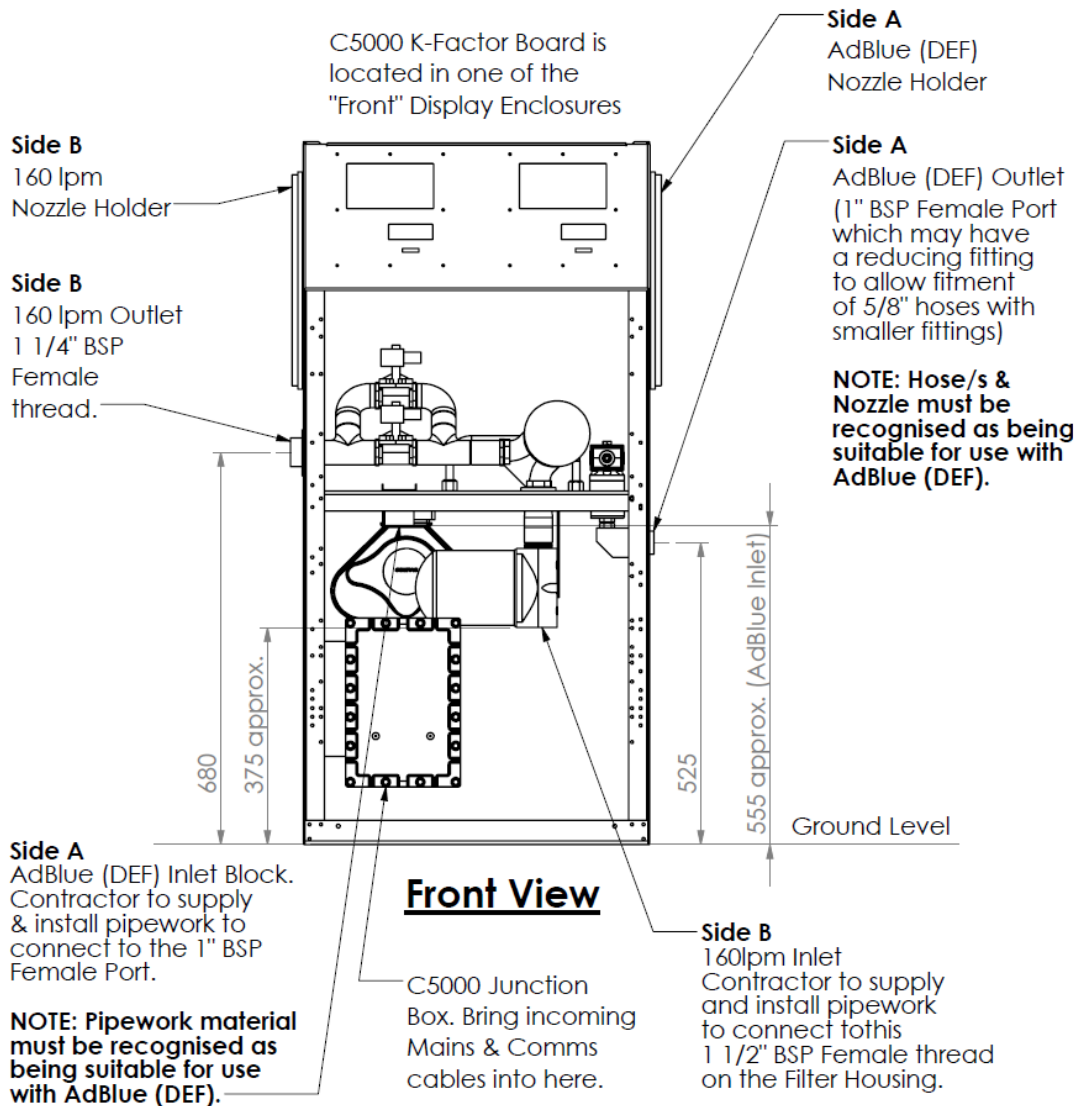 C5000 K-Factor Board is
located in one of the
"Front" Display Enclosures
Side A
AdBlue (DEF)
Nozzle Holder
Side B
160 lpm
Nozzle Holder
Side A
AdBlue (DEF) Outlet
(1" BSP Female Port
which may have
a reducing fitting
to allow fitment
of 5/8" hoses with
smaller fittings)
NOTE: Hose/s &
Nozzle must be
recognised as being
suitable for use with
AdBlue (DEF).
Side B
160 lpm Outlet
1 1/4" BSP
Female
thread.
680
375 approx.
525
555 approx. (AdBlue Inlet)
Ground Level
Side A
AdBlue (DEF) Inlet Block.
Contractor to supply
& install pipework to
connect to the 1" BSP
Female Port.
NOTE: Pipework material
must be recognised as
being suitable for use
with AdBlue (DEF).
Front View
C5000 Junction
Box. Bring incoming
Mains & Comms
cables into here.
Side B
160lpm Inlet
Contractor to supply
and install pipework
to connect tothis
1 1/2" BSP Female thread
on the Filter Housing.